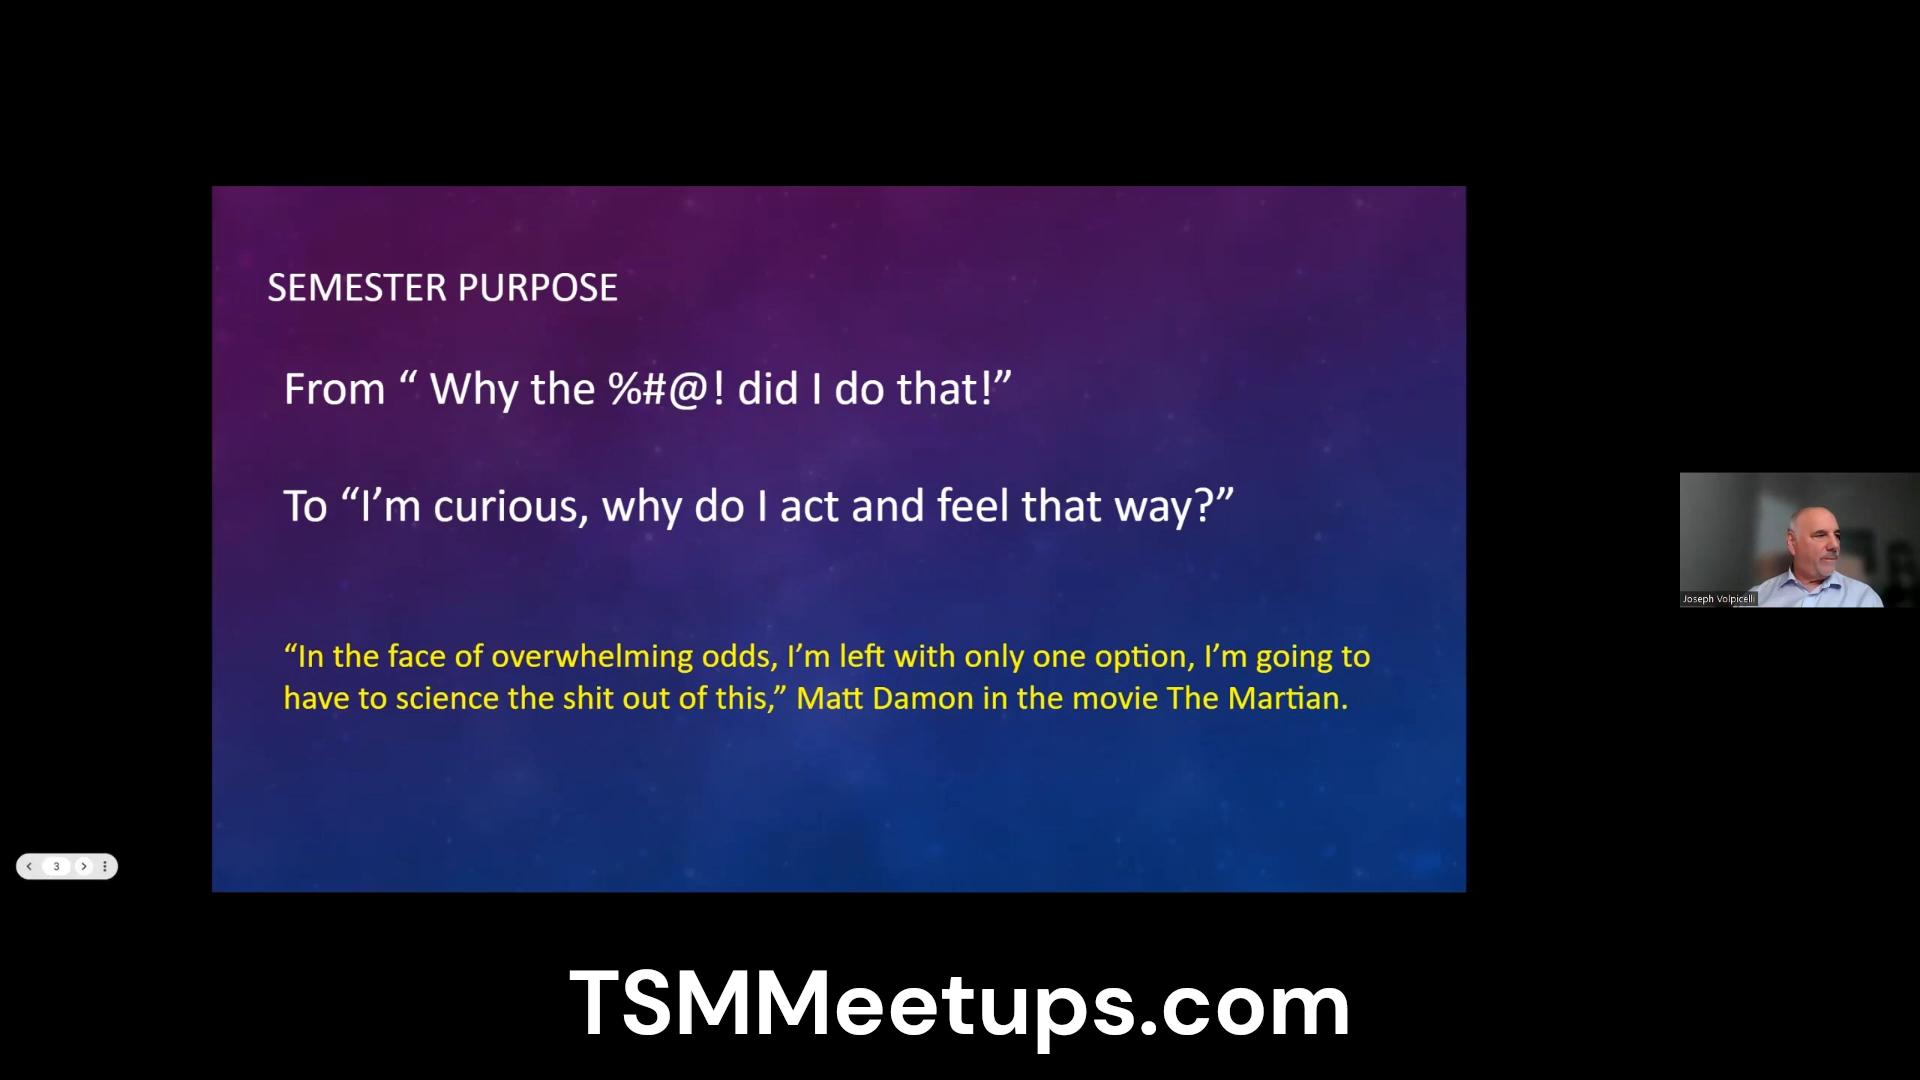 SEMESTER PURPOSE
From “ Why the %#@! did I do that!”
To “I’m curious, why do I act and feel that way?”
“In the face of overwhelming odds, I’m left with only one option, I’m going to
have to science the shit out of this,” Matt Damon in the movie The Martian.
Joseph Volpicelli
3
TSMMeetups.com